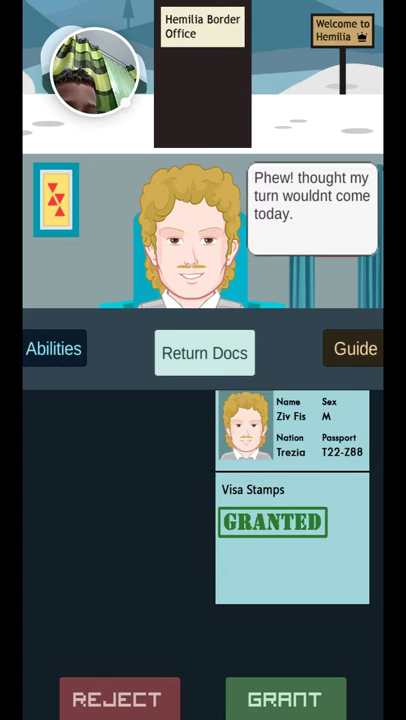 Hemilia Border
Office
Welcome to
Hemilia
Phew! thought my
turn wouldnt come
today.
Abilities
Return Docs
Guide
Name
Sex
Ziv Fis
M
Nation
Passport
Trezia
T22-Z88
Visa Stamps
GRANTED
REJECT
GRANT